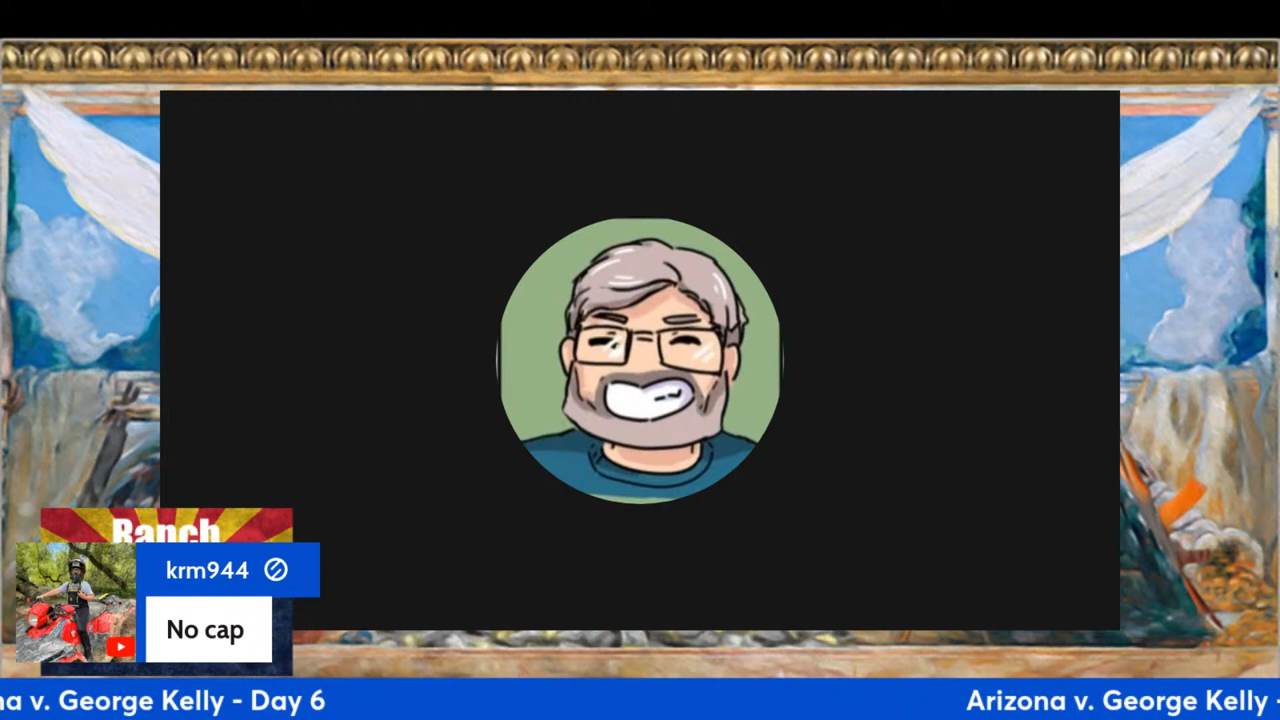 Ranch
krm944
No cap
na v. George Kelly - Day 6
Arizona v. George Kelly -